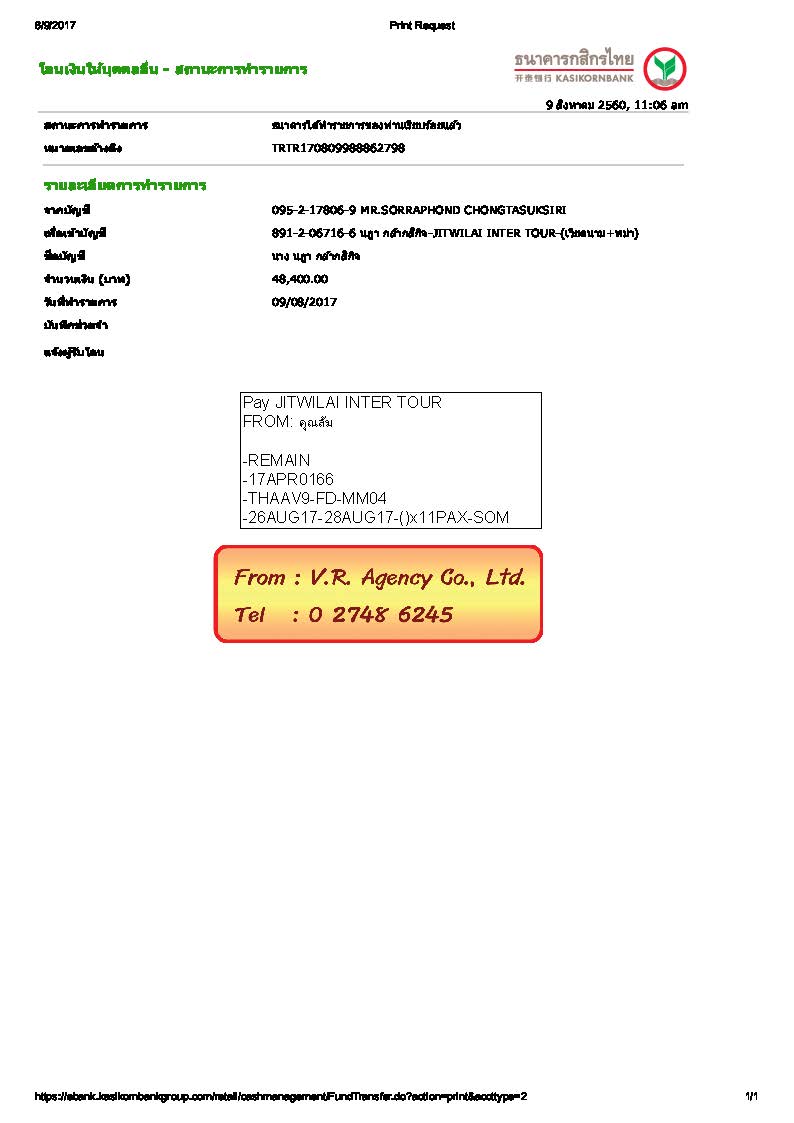 8/9/2017 Print Request
โอนเงินให้บุคคลอื่น - สถานะการทำรายการ
ธนาคารกสิกรไทย
开泰银行 KASIKORNBANK
9 สิงหาคม 2560, 11:06 am
สถานะการทำรายการ ธนาคารได้ทำรายการของท่านเรียบร้อยแล้ว
หมายเลขอ้างอิง TRTR170809988862798
รายละเอียดการทำรายการ
จากบัญชี 095-2-17806-9 MR.SORRAPHOND CHONGTASUKSIRI
เพื่อเข้าบัญชี 891-2-06716-6 นฎา กล้ากสิกิจ-JITWILAI INTER TOUR-(เวียดนาม+พม่า)
ชื่อบัญชี นาง นฎา กล้ากสิกิจ
จำนวนเงิน (บาท) 48,400.00
วันที่ทำรายการ 09/08/2017
บันทึกช่วยจำ
แจ้งผู้รับโอน
Pay JITWILAI INTER TOUR
FROM: คุณส้ม
-REMAIN
-17APR0166
-THAAV9-FD-MM04
-26AUG17-28AUG17-()x11PAX-SOM
From : V.R. Agency Co., Ltd.
Tel : 0 2748 6245
https://ebank.kasikornbankgroup.com/retail/cashmanagement/FundTransfer.do?action=print&accttype=2 1/1